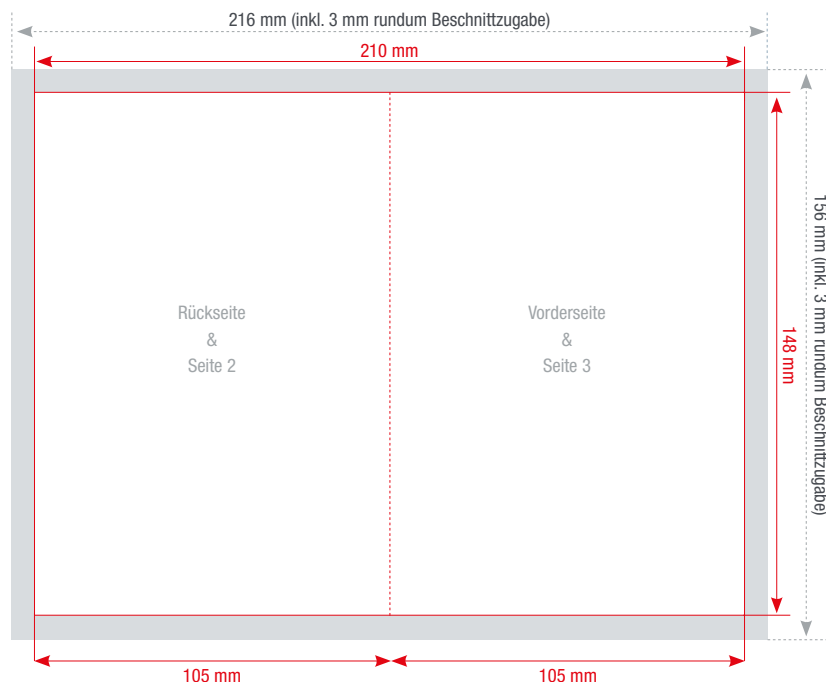 216 mm (inkl. 3 mm rundum Beschnittzugabe)
210 mm
Rückseite
&
Seite 2
Vorderseite
&
Seite 3
148 mm
156 mm (inkl. 3 mm rundum Beschnittzugabe)
105 mm
105 mm